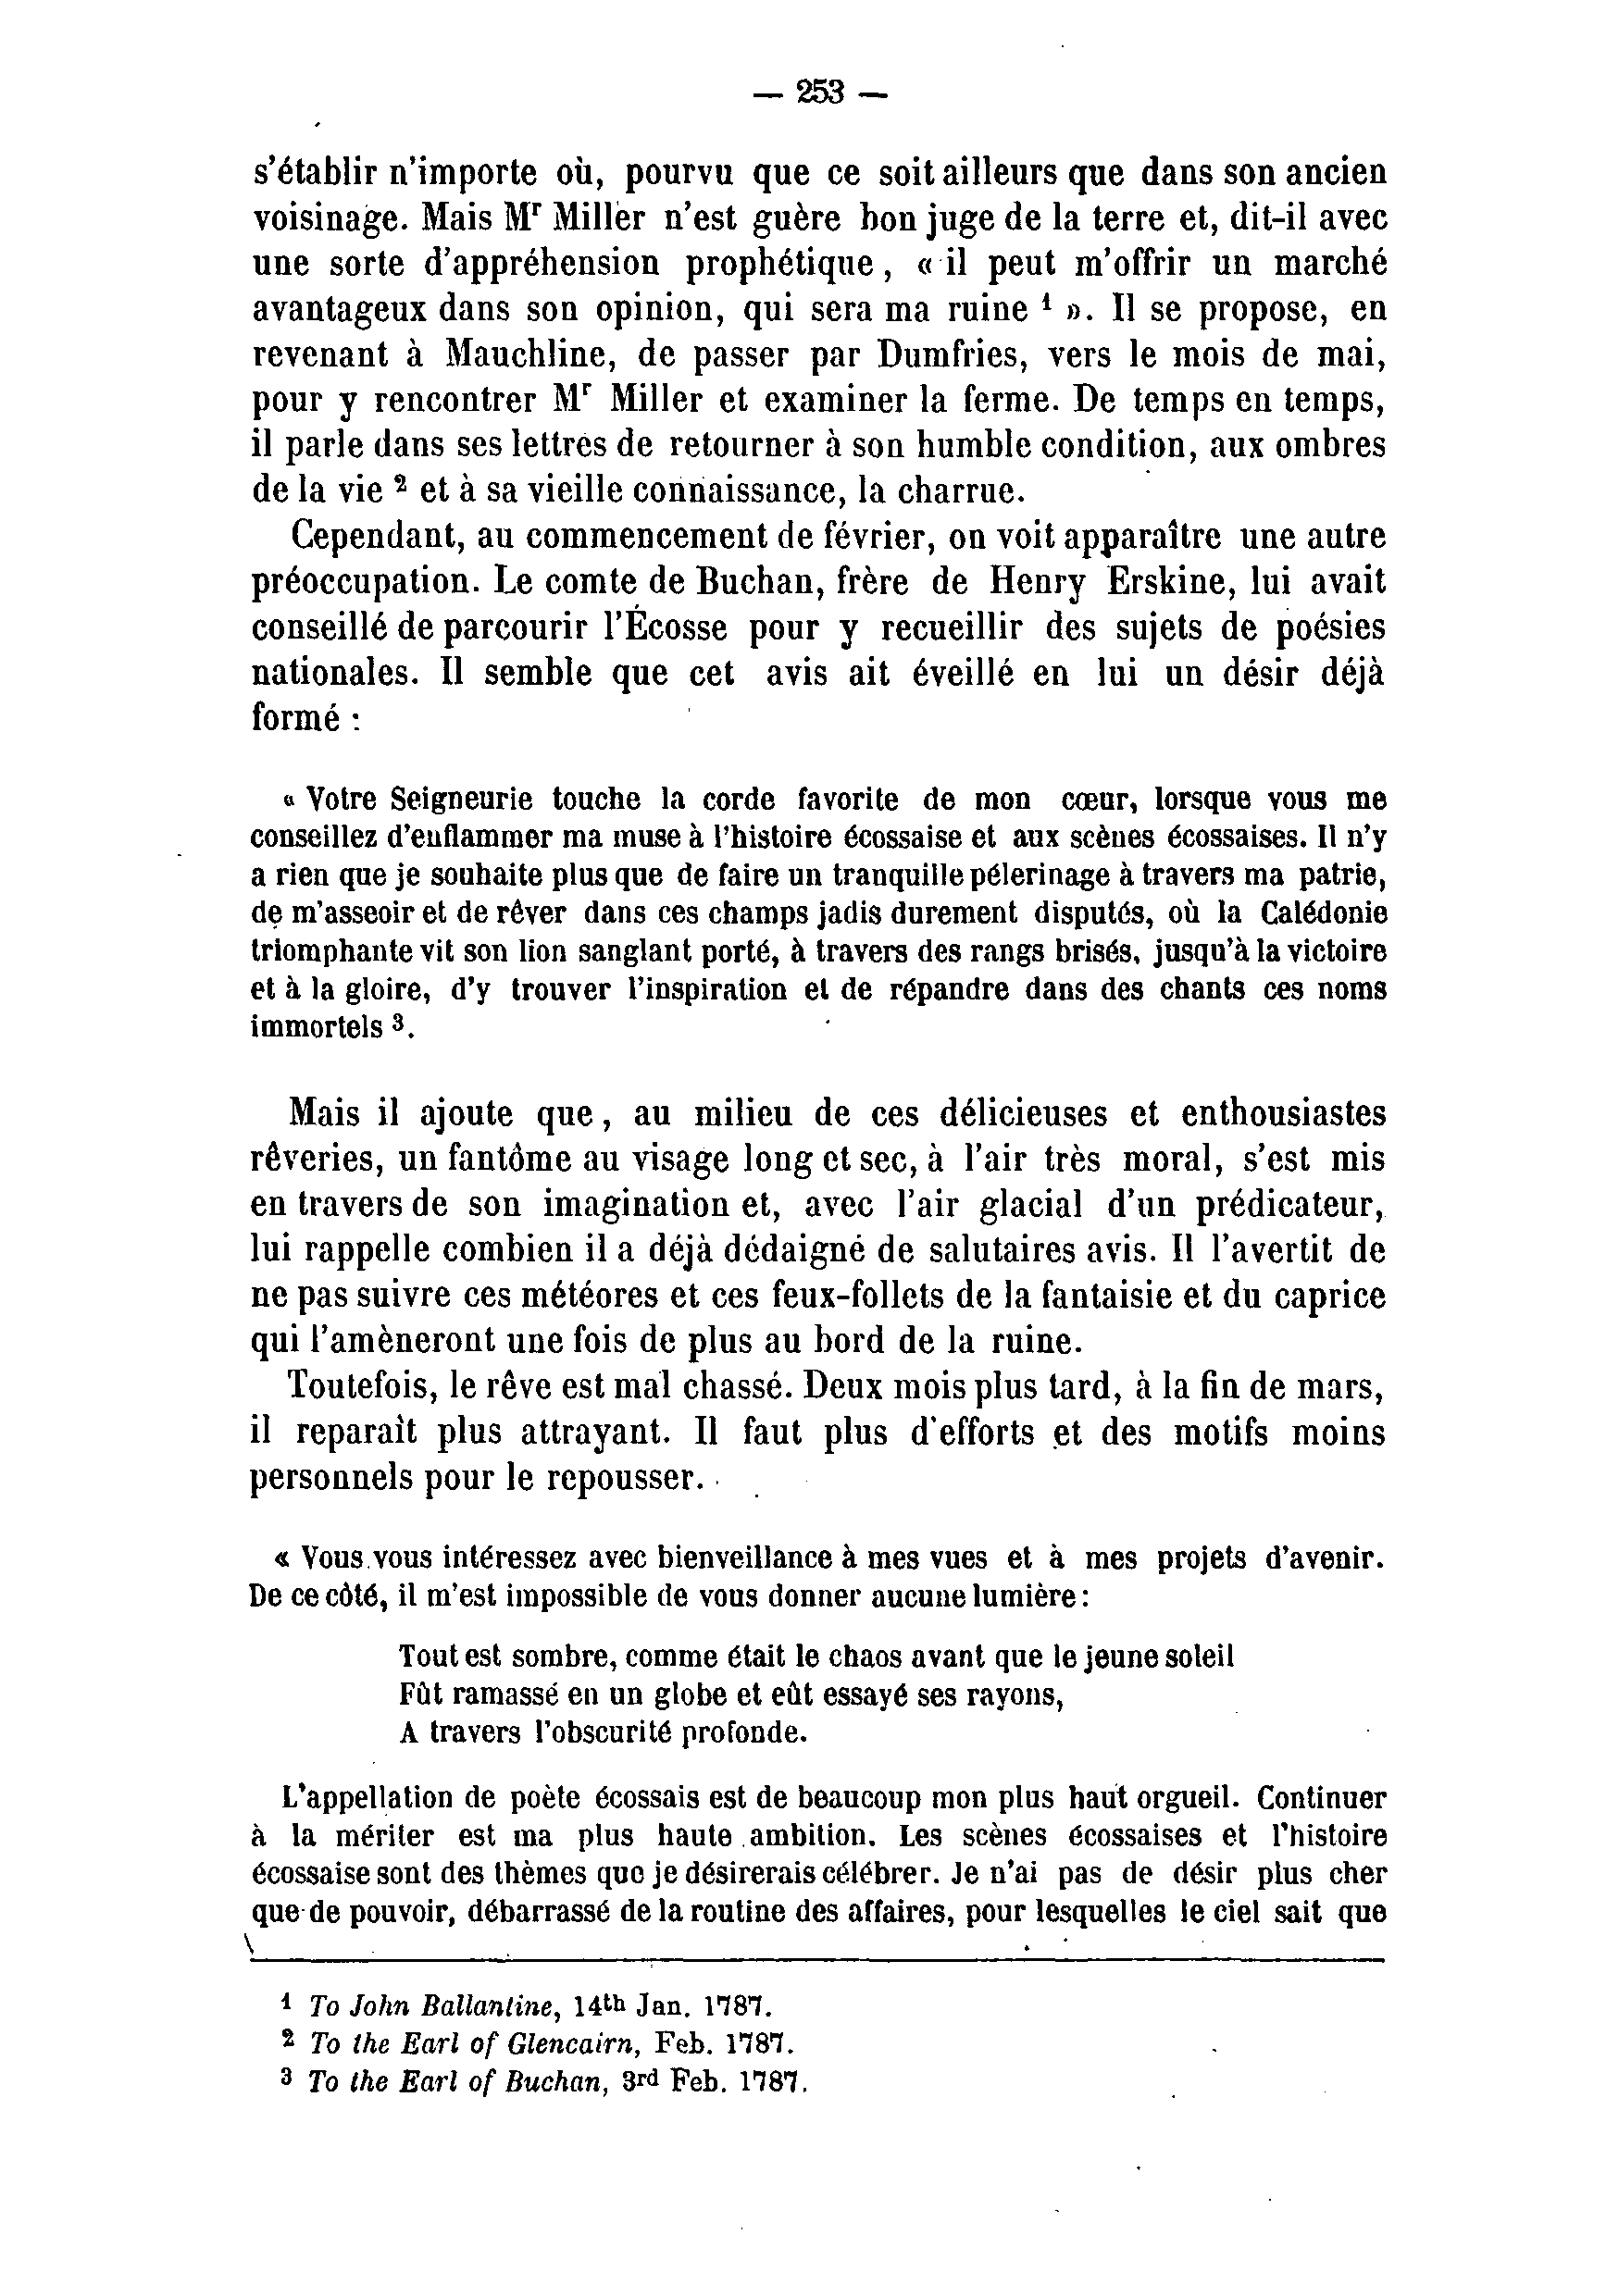 — 253 —
s'établir n'importe où, pourvu que ce soit ailleurs que dans son ancien
voisinage. Mais Mr Miller n'est guère bon juge de la terre et, dit-il avec
une sorte d'appréhension prophétique, « il peut m'offrir un marché
avantageux dans son opinion, qui sera ma ruine 1 ». Il se propose, en
revenant à Mauchline, de passer par Dumfries, vers le mois de mai,
pour y rencontrer Mr Miller et examiner la ferme. De temps en temps,
il parle dans ses lettres de retourner à son humble condition, aux ombres
de la vie 2 et à sa vieille connaissance, la charrue.
Cependant, au commencement de février, on voit apparaître une autre
préoccupation. Le comte de Buchan, frère de Henry Erskine, lui avait
conseillé de parcourir l'Écosse pour y recueillir des sujets de poésies
nationales. Il semble que cet avis ait éveillé en lui un désir déjà
formé :
« Votre Seigneurie touche la corde favorite de mon cœur, lorsque vous me
conseillez d'enflammer ma muse à l'histoire écossaise et aux scènes écossaises. Il n'y
a rien que je souhaite plus que de faire un tranquille pélerinage à travers ma patrie,
de m'asseoir et de rêver dans ces champs jadis durement disputés, où la Calédonie
triomphante vit son lion sanglant porté, à travers des rangs brisés, jusqu'à la victoire
et à la gloire, d'y trouver l'inspiration et de répandre dans des chants ces noms
immortels 3.
Mais il ajoute que, au milieu de ces délicieuses et enthousiastes
rêveries, un fantôme au visage long et sec, à l'air très moral, s'est mis
en travers de son imagination et, avec l'air glacial d'un prédicateur,
lui rappelle combien il a déjà dédaigné de salutaires avis. Il l'avertit de
ne pas suivre ces météores et ces feux-follets de la fantaisie et du caprice
qui l'amèneront une fois de plus au bord de la ruine.
Toutefois, le rêve est mal chassé. Deux mois plus tard, à la fin de mars,
il reparaît plus attrayant. Il faut plus d'efforts et des motifs moins
personnels pour le repousser.
« Vous vous intéressez avec bienveillance à mes vues et à mes projets d'avenir.
De ce côté, il m'est impossible de vous donner aucune lumière :
Tout est sombre, comme était le chaos avant que le jeune soleil
Fût ramassé en un globe et eût essayé ses rayons,
A travers l'obscurité profonde.
L'appellation de poète écossais est de beaucoup mon plus haut orgueil. Continuer
à la mériter est ma plus haute ambition. Les scènes écossaises et l'histoire
écossaise sont des thèmes que je désirerais célébrer. Je n'ai pas de désir plus cher
que de pouvoir, débarrassé de la routine des affaires, pour lesquelles le ciel sait que
1 To John Ballantine, 14th Jan. 1787.
2 To the Earl of Glencairn, Feb. 1787.
3 To the Earl of Buchan, 3rd Feb. 1787.